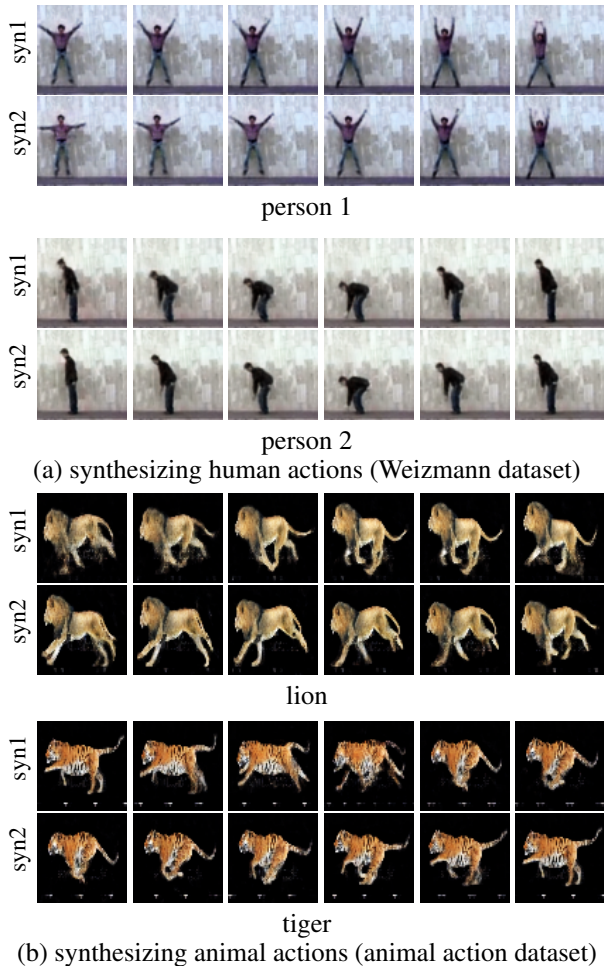 syn1
syn2
person 1
syn1
syn2
person 2
(a) synthesizing human actions (Weizmann dataset)
syn1
syn2
lion
syn1
syn2
tiger
(b) synthesizing animal actions (animal action dataset)